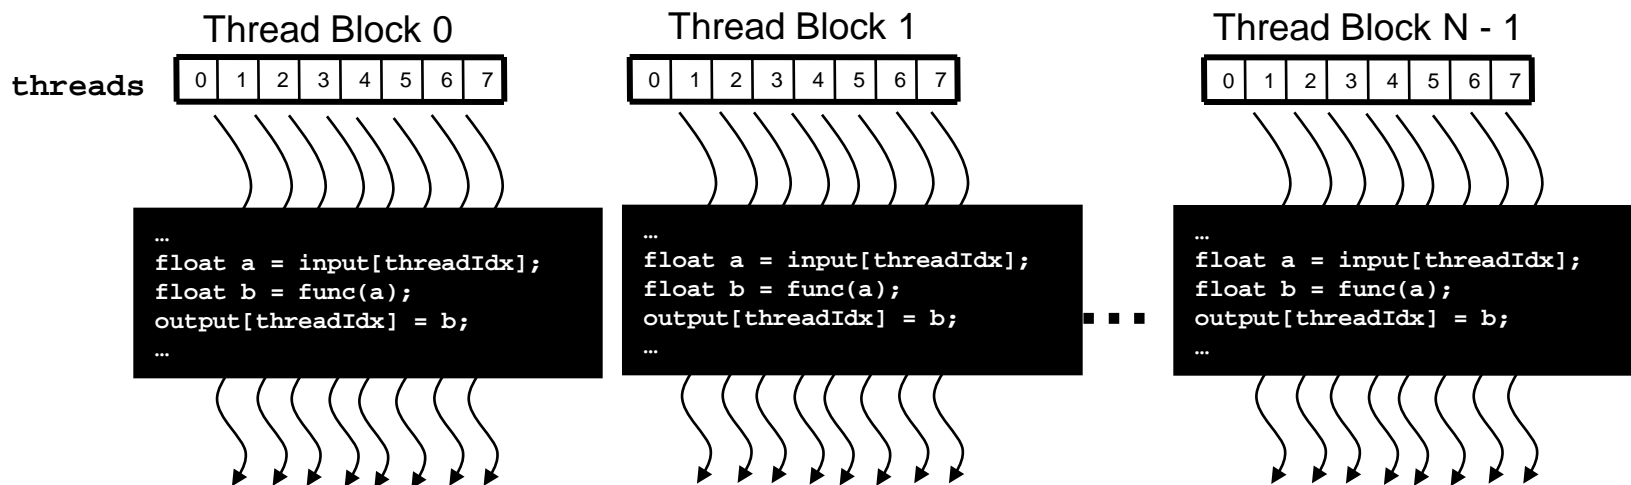 Thread Block 0
Thread Block 1
Thread Block N - 1
threads
0 1 2 3 4 5 6 7
0 1 2 3 4 5 6 7
0 1 2 3 4 5 6 7
…
float a = input[threadIdx];
float b = func(a);
output[threadIdx] = b;
…
…
float a = input[threadIdx];
float b = func(a);
output[threadIdx] = b;
…
…
…
float a = input[threadIdx];
float b = func(a);
output[threadIdx] = b;
…